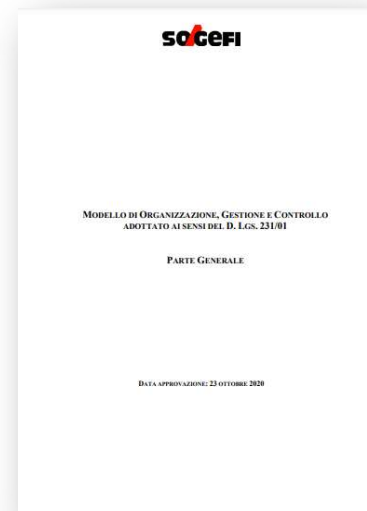 SOGEFI
MODELLO DI ORGANIZZAZIONE, GESTIONE E CONTROLLO
ADOTTATO AI SENSI DEL D. LGS. 231/01
PARTE GENERALE
DATA APPROVAZIONE: 23 OTTOBRE 2020